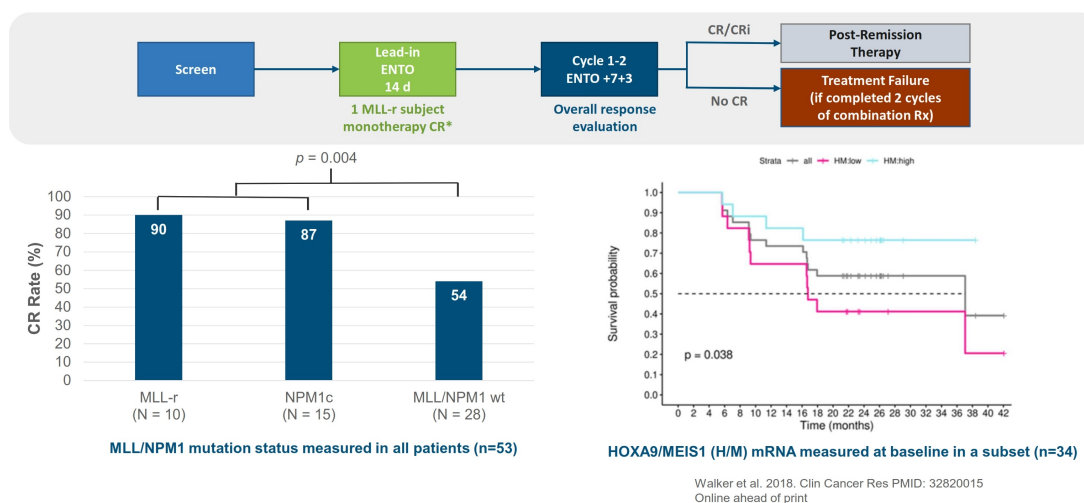 Screen
Lead-in
ENTO
14 d
1 MLL-r subject
monotherapy CR*
Cycle 1-2
ENTO +7+3
Overall response
evaluation
CR/CRi
No CR
Post-Remission
Therapy
Treatment Failure
(if completed 2 cycles
of combination Rx)
p = 0.004
CR Rate (%)
100
90
80
70
60
50
40
30
20
10
0
90
87
54
MLL-r
(N = 10)
NPM1c
(N = 15)
MLL/NPM1 wt
(N = 28)
MLL/NPM1 mutation status measured in all patients (n=53)
Strata all HM:low HM:high
Survival probability
1.0
0.9
0.8
0.7
0.6
0.5
0.4
0.3
0.2
0.1
0.0
p = 0.038
0 2 4 6 8 10 12 14 16 18 20 22 24 26 28 30 32 34 36 38 40 42
Time (months)
HOXA9/MEIS1 (H/M) mRNA measured at baseline in a subset (n=34)
Walker et al. 2018. Clin Cancer Res PMID: 32820015
Online ahead of print